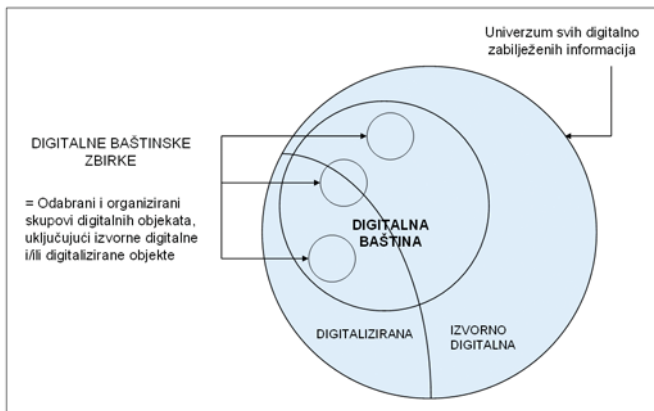 Univerzum svih digitalno
zabilježenih informacija
DIGITALNE BAŠTINSKE
ZBIRKE
= Odabrani i organizirani
skupovi digitalnih objekata,
uključujući izvorne digitalne
i/ili digitalizirane objekte
DIGITALNA
BAŠTINA
DIGITALIZIRANA
IZVORNO
DIGITALNA